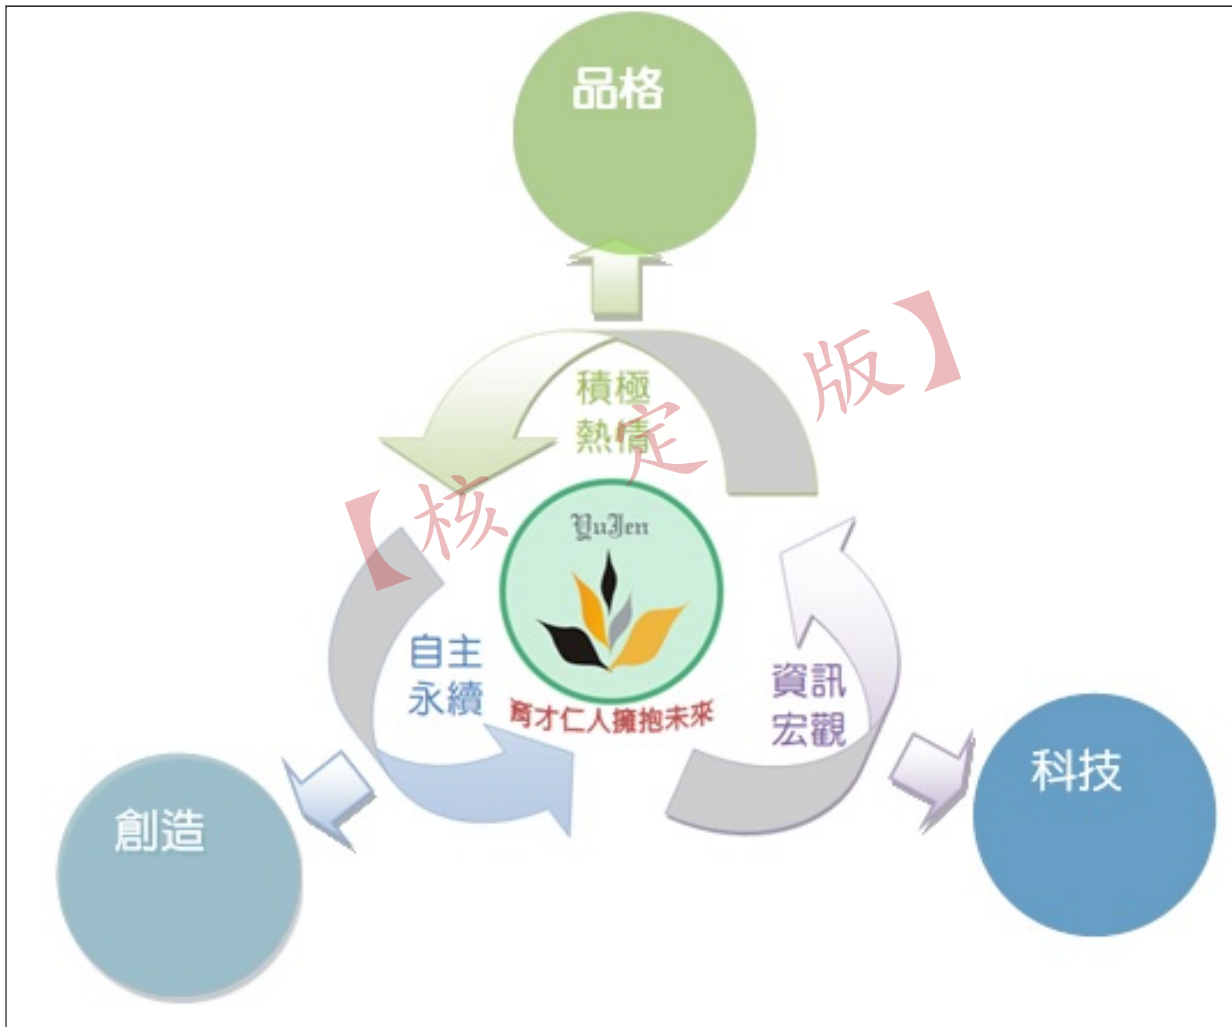 品格
積極
熱情
【核定版】
YuJen
自主
永續
資訊
宏觀
育才仁人擁抱未來
科技
創造